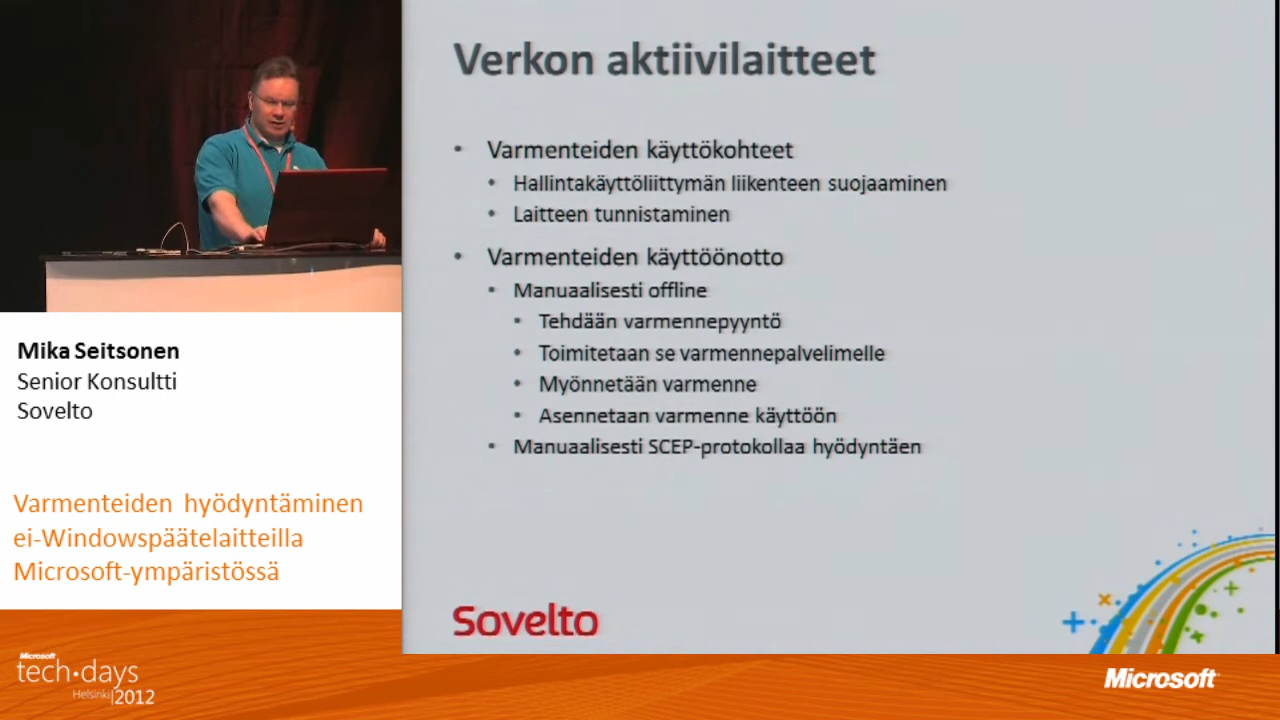 Verkon aktiivilaitteet
• Varmenteiden käyttökohteet
• Hallintakäyttöliittymän liikenteen suojaaminen
• Laitteen tunnistaminen
• Varmenteiden käyttöönotto
• Manuaalisesti offline
• Tehdään varmennepyyntö
• Toimitetaan se varmennepalvelimelle
• Myönnetään varmenne
• Asennetaan varmenne käyttöön
• Manuaalisesti SCEP-protokollaa hyödyntäen
Sovelto
Mika Seitsonen
Senior Konsultti
Sovelto
Varmenteiden hyödyntäminen
ei-Windowspäätelaitteilla
Microsoft-ympäristössä
Microsoft
tech·days
Helsinki|2012
Microsoft